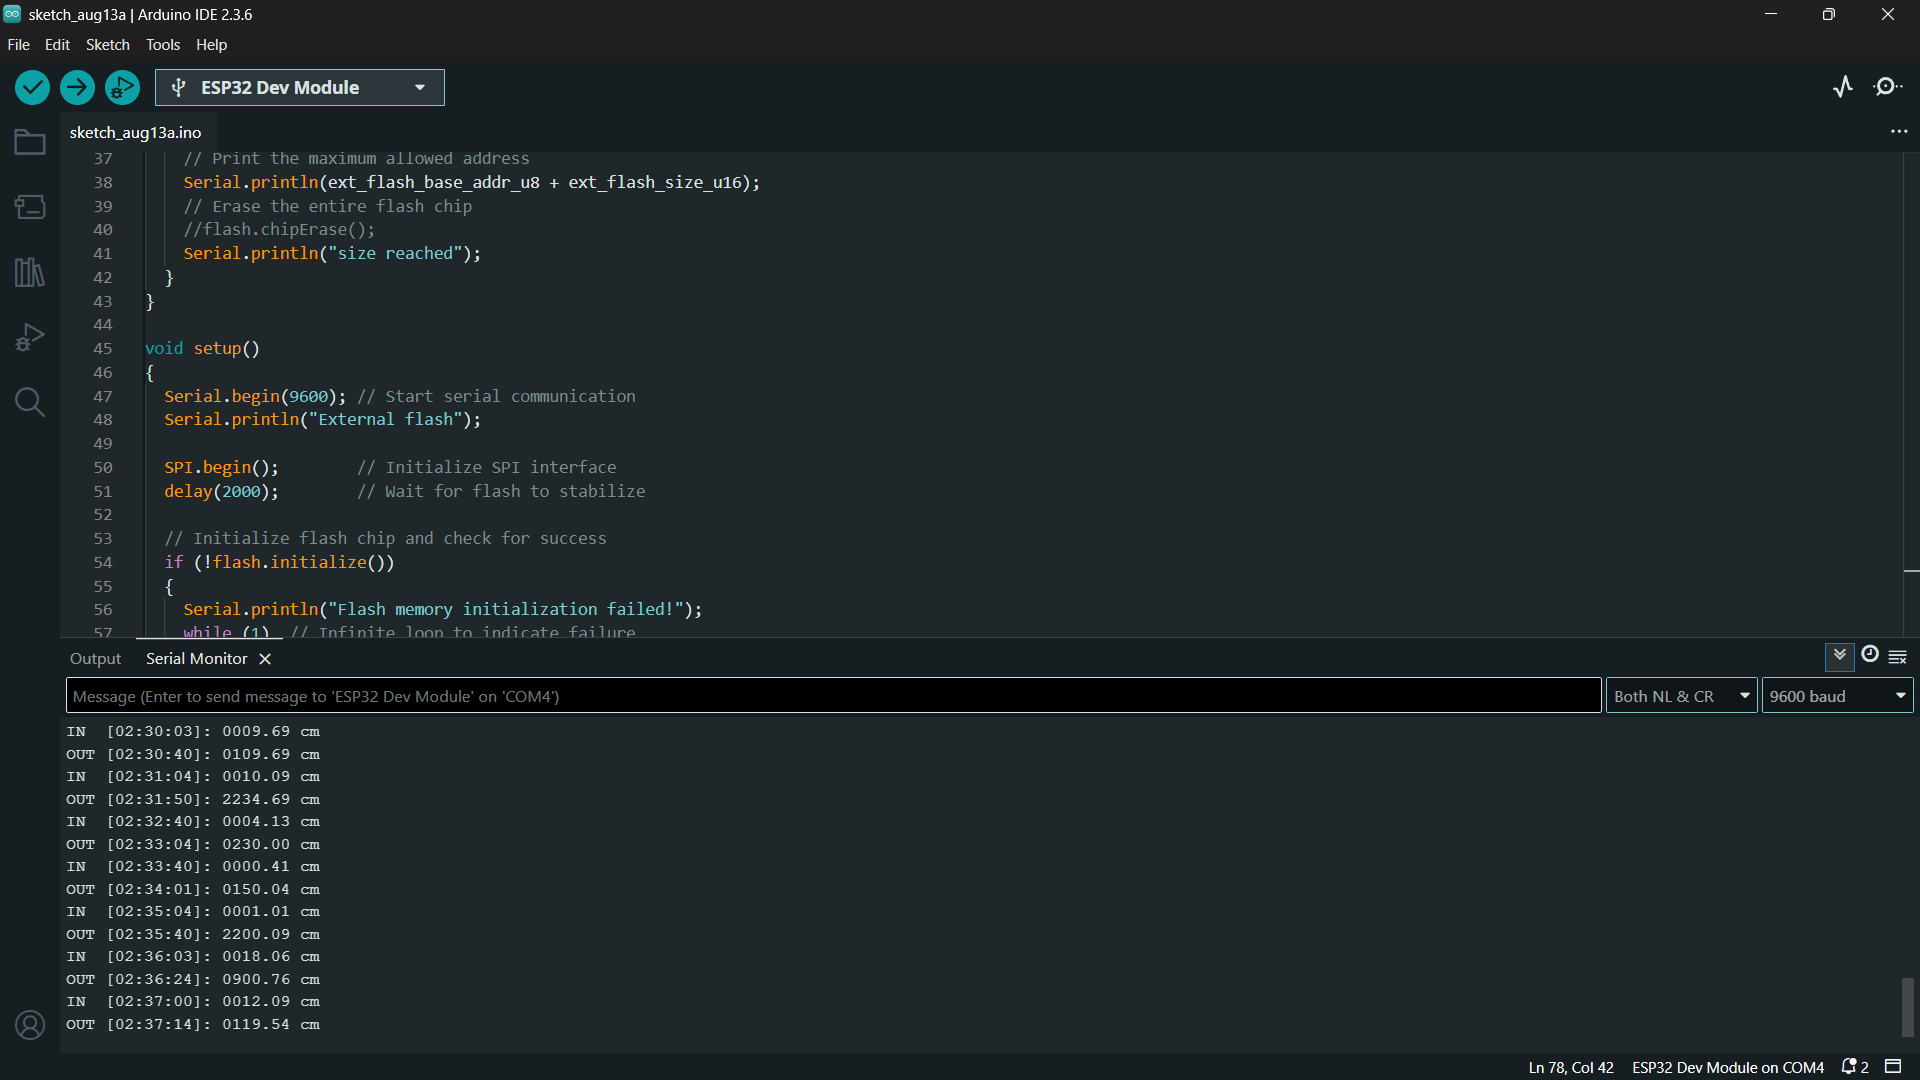 sketch_aug13a | Arduino IDE 2.3.6
File Edit Sketch Tools Help
ESP32 Dev Module
sketch_aug13a.ino
37 // Print the maximum allowed address
38 Serial.println(ext_flash_base_addr_u8 + ext_flash_size_u16);
39 // Erase the entire flash chip
40 //flash.chipErase();
41 Serial.println("size reached");
42 }
43 }
44
45 void setup()
46 {
47 Serial.begin(9600); // Start serial communication
48 Serial.println("External flash");
49
50 SPI.begin(); // Initialize SPI interface
51 delay(2000); // Wait for flash to stabilize
52
53 // Initialize flash chip and check for success
54 if (!flash.initialize())
55 {
56 Serial.println("Flash memory initialization failed!");
57 while (1) // Infinite loop to indicate failure
Output Serial Monitor
Message (Enter to send message to 'ESP32 Dev Module' on 'COM4') Both NL & CR 9600 baud
IN [02:30:03]: 0009.69 cm
OUT [02:30:40]: 0109.69 cm
IN [02:31:04]: 0010.09 cm
OUT [02:31:50]: 2234.69 cm
IN [02:32:40]: 0004.13 cm
OUT [02:33:04]: 0230.00 cm
IN [02:33:40]: 0000.41 cm
OUT [02:34:01]: 0150.04 cm
IN [02:35:04]: 0001.01 cm
OUT [02:35:40]: 2200.09 cm
IN [02:36:03]: 0018.06 cm
OUT [02:36:24]: 0900.76 cm
IN [02:37:00]: 0012.09 cm
OUT [02:37:14]: 0119.54 cm
Ln 78, Col 42 ESP32 Dev Module on COM4 2